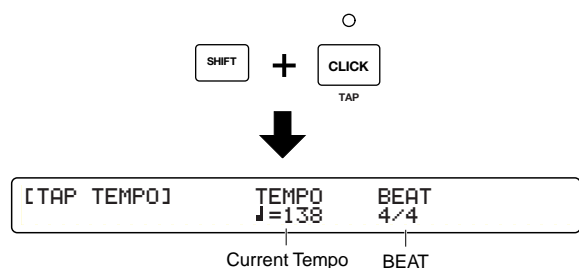 SHIFT + CLICK
TAP
[TAP TEMPO] TEMPO BEAT
♩=138 4/4
Current Tempo BEAT